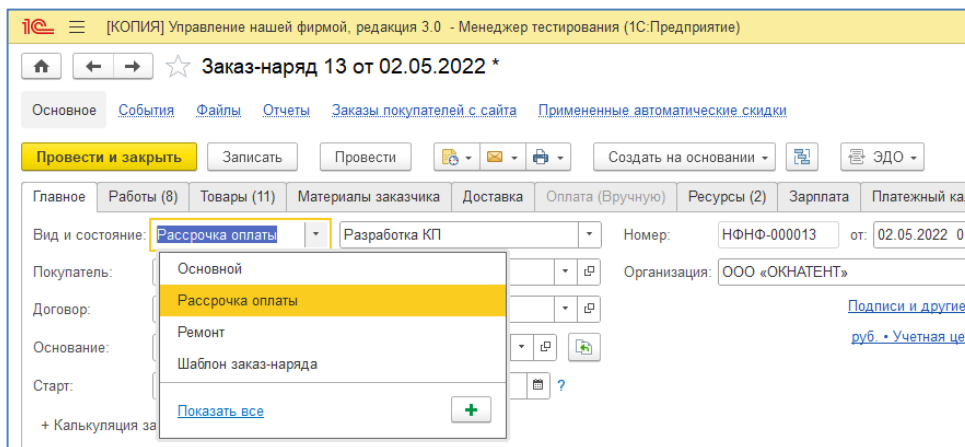 1С [КОПИЯ] Управление нашей фирмой, редакция 3.0 - Менеджер тестирования (1С:Предприятие)
Заказ-наряд 13 от 02.05.2022 *
Основное События Файлы Отчеты Заказы покупателей с сайта Примененные автоматические скидки
Провести и закрыть Записать Провести Создать на основании ЭДО
Главное Работы (8) Товары (11) Материалы заказчика Доставка Оплата (Вручную) Ресурсы (2) Зарплата Платежный ка
Вид и состояние: Рассрочка оплаты Разработка КП Номер: НФНФ-000013 от: 02.05.2022 0
Покупатель: Основной Организация: ООО «ОКНАТЕНТ»
Рассрочка оплаты
Договор: Подписи и другие
Ремонт
Основание: руб. • Учетная це
Шаблон заказ-наряда
Старт: ?
Показать все
+ Калькуляция за